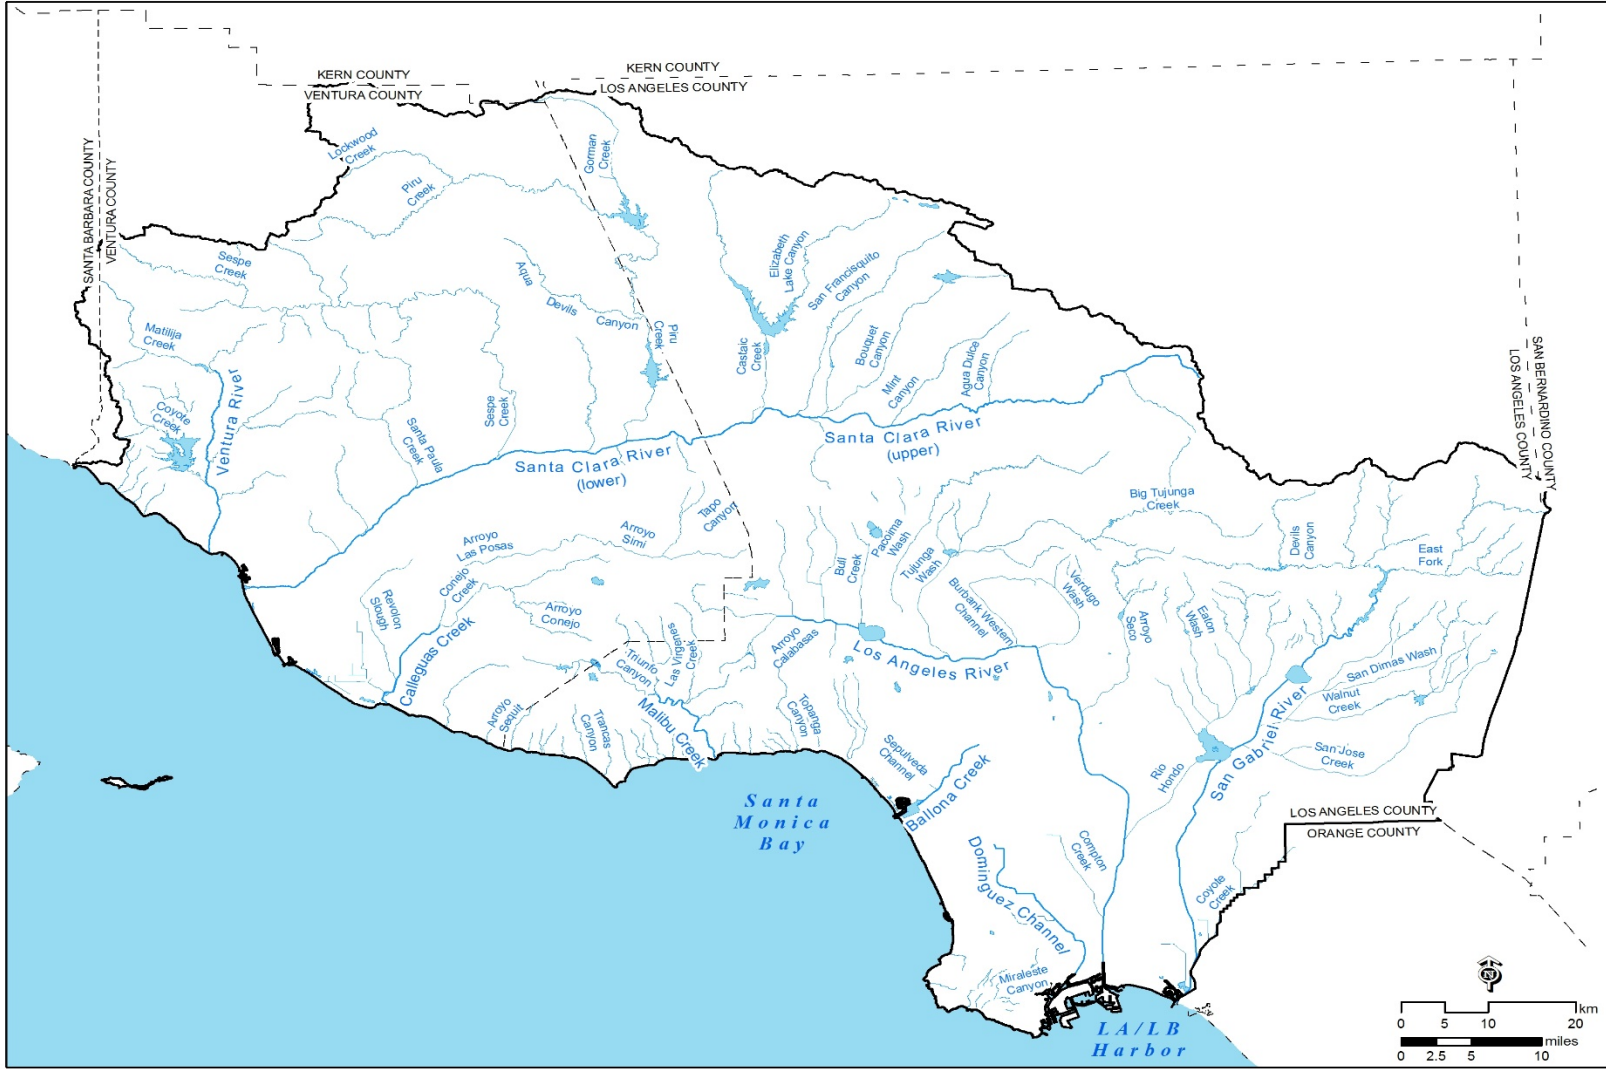 KERN COUNTY
VENTURA COUNTY
KERN COUNTY
LOS ANGELES COUNTY
SANTA BARBARA COUNTY
VENTURA COUNTY
Lockwood
Creek
Piru
Creek
Gorman
Creek
Sespe
Creek
Aqua
Devils
Canyon
Elizabeth
Lake Canyon
San Francisquito
Canyon
Matilija
Creek
Piru
Creek
Castaic
Creek
Bouquet
Canyon
Mint
Canyon
Agua Dulce
Canyon
SAN BERNARDINO COUNTY
LOS ANGELES COUNTY
Coyote
Creek
Ventura River
Santa Paula
Creek
Sespe
Creek
Santa Clara River
(lower)
Santa Clara River
(upper)
Tapo
Canyon
Big Tujunga
Creek
Arroyo
Las Posas
Arroyo
Simi
Bull
Creek
Pacoima
Wash
Tujunga
Wash
Devils
Canyon
East
Fork
Conejo
Creek
Revolon
Slough
Arroyo
Conejo
Burbank Western
Channel
Verdugo
Wash
Arroyo
Seco
Eaton
Wash
Calleguas Creek
Triunfo
Canyon
Las Virgenes
Creek
Arroyo
Calabasas
Los Angeles River
San Dimas Wash
Walnut
Creek
Arroyo
Sequit
Trancas
Canyon
Malibu Creek
Topanga
Canyon
Sepulveda
Channel
Ballona Creek
Rio
Hondo
San Gabriel River
San Jose
Creek
Santa
Monica
Bay
LOS ANGELES COUNTY
ORANGE COUNTY
Dominguez Channel
Compton
Creek
Coyote
Creek
Miraleste
Canyon
LA/LB
Harbor
N
km
0 5 10 20
miles
0 2.5 5 10